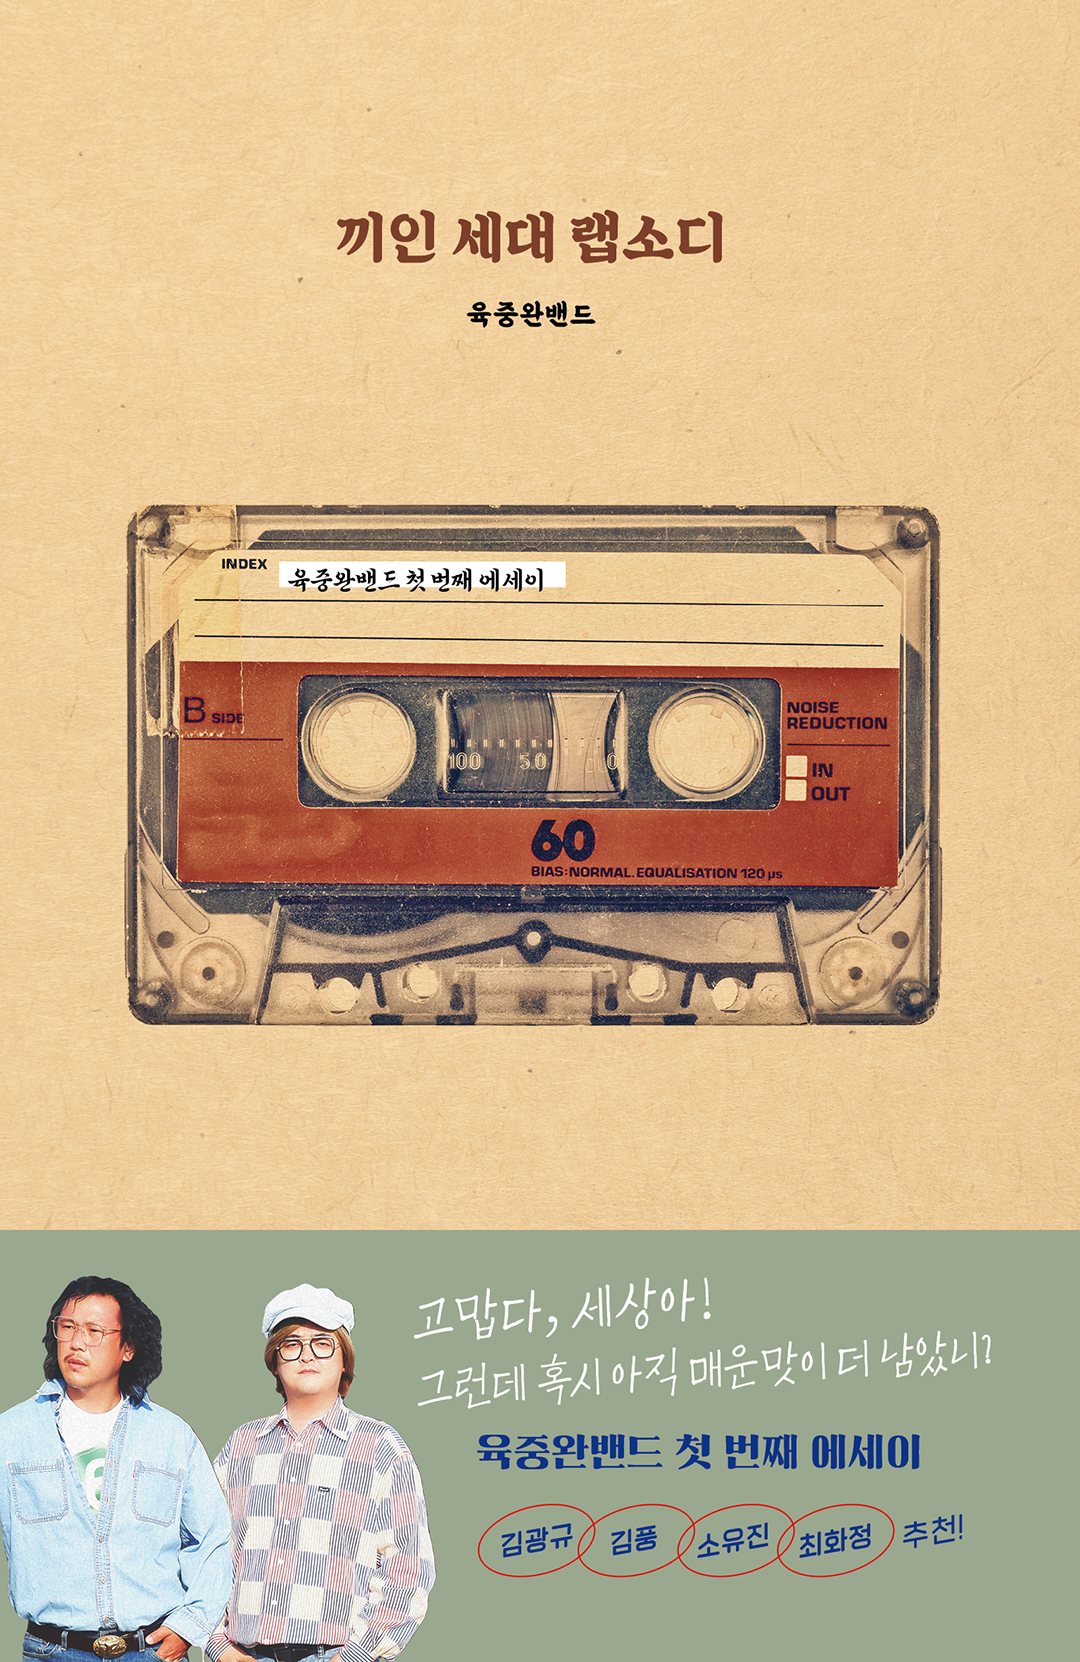 끼인 세대 랩소디
육중완밴드
INDEX 육중완밴드 첫 번째 에세이
B SIDE
NOISE
REDUCTION
IN
OUT
100 50 0
60
BIAS:NORMAL. EQUALISATION 120 µs
고맙다, 세상아!
그런데 혹시 아직 매운맛이 더 남았니?
육중완밴드 첫 번째 에세이
김광규 김풍 소유진 최화정 추천!